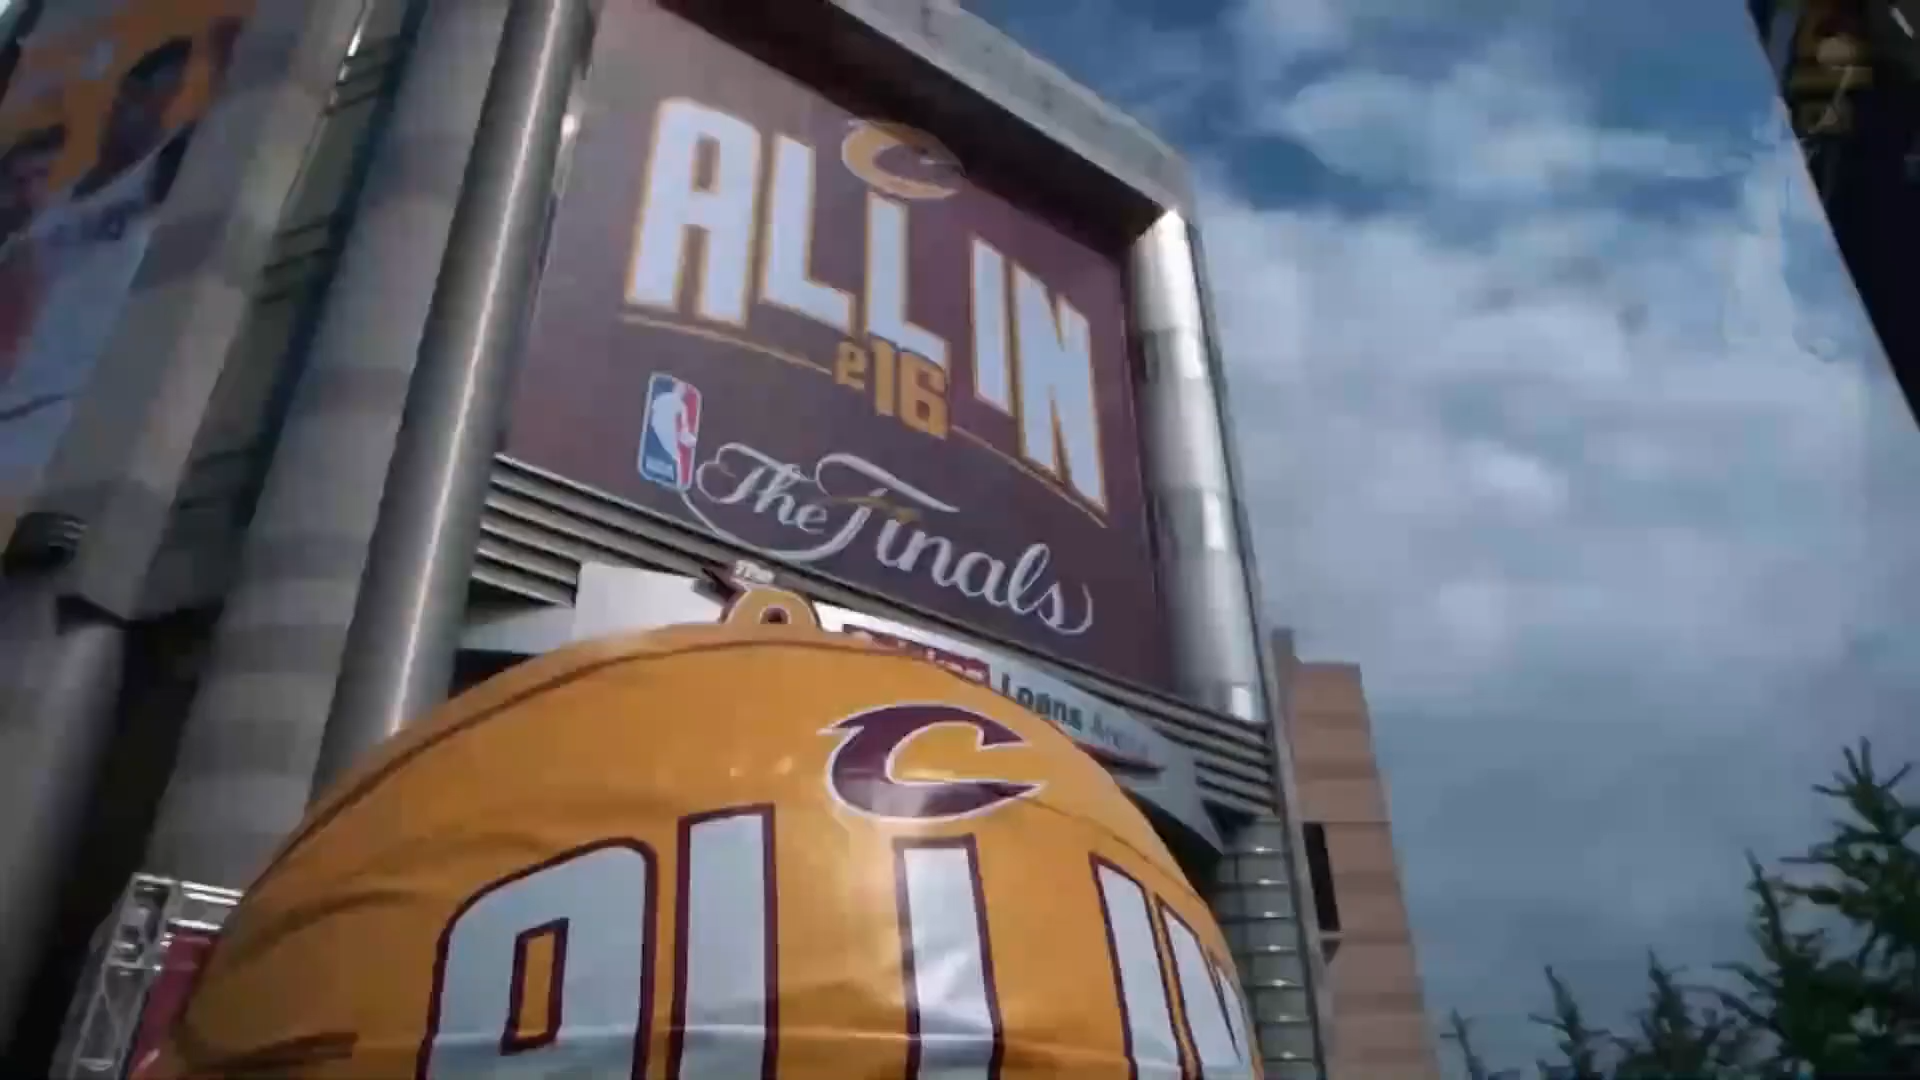 ALL IN
216
The Finals
Loans Arena
ALL IN